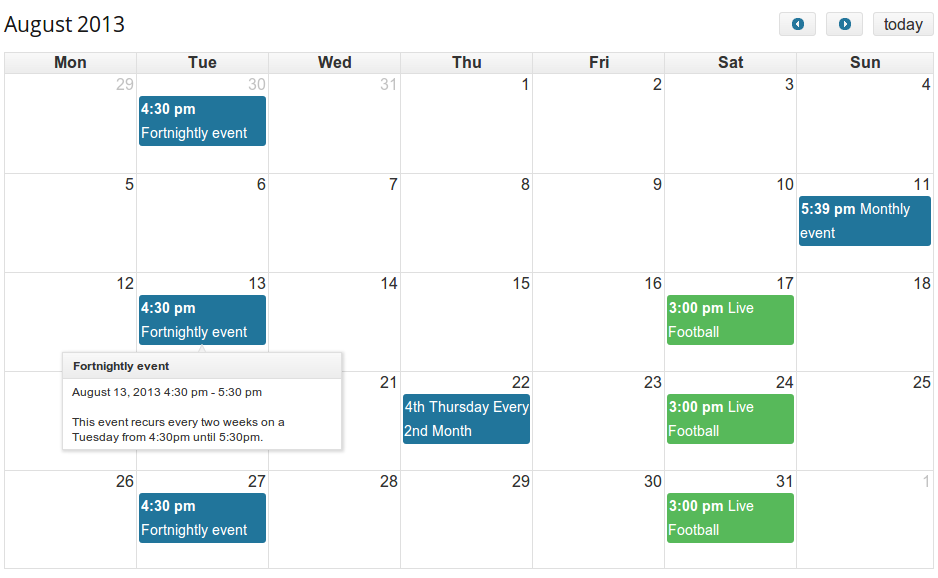 August 2013
today
Mon Tue Wed Thu Fri Sat Sun
29 30 31 1 2 3 4
4:30 pm
Fortnightly event
5 6 7 8 9 10 11
5:39 pm Monthly
event
12 13 14 15 16 17 18
4:30 pm
Fortnightly event
3:00 pm Live
Football
Fortnightly event
August 13, 2013 4:30 pm - 5:30 pm
This event recurs every two weeks on a
Tuesday from 4:30pm until 5:30pm.
21 22 23 24 25
4th Thursday Every
2nd Month
3:00 pm Live
Football
26 27 28 29 30 31 1
4:30 pm
Fortnightly event
3:00 pm Live
Football